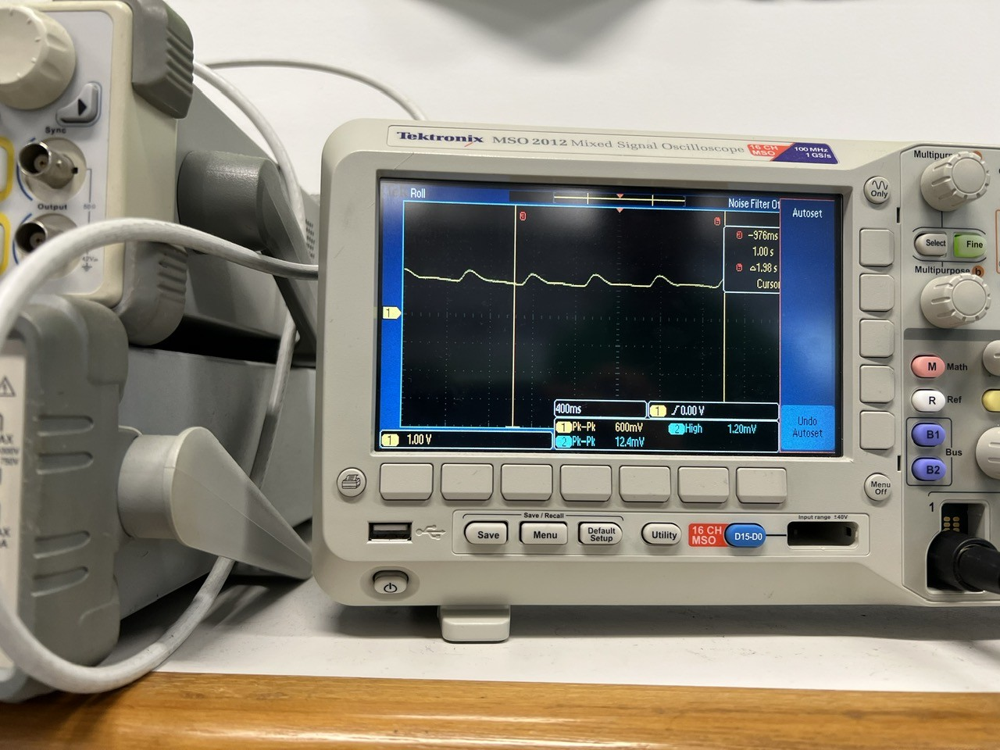 Tektronix MSO 2012 Mixed Signal Oscilloscope
16 CH
MSO
100 MHz
1 GS/s
Sync
Output
Roll
Noise Filter Of
Autoset
a
b
a -976ms
1.00 s
b △1.98 s
Curso
1
400ms
1 0.00 V
1 Pk-Pk 600mV
2 High 1.20mV
2 Pk-Pk 12.4mV
1 1.00 V
Undo
Autoset
Only
Select
Fine
Multipurpose b
M Math
R Ref
B1
Bus
B2
Menu
Off
1
Save / Recall
Save
Menu
Default
Setup
Utility
16 CH
MSO
D15-D0
Input range ±40V